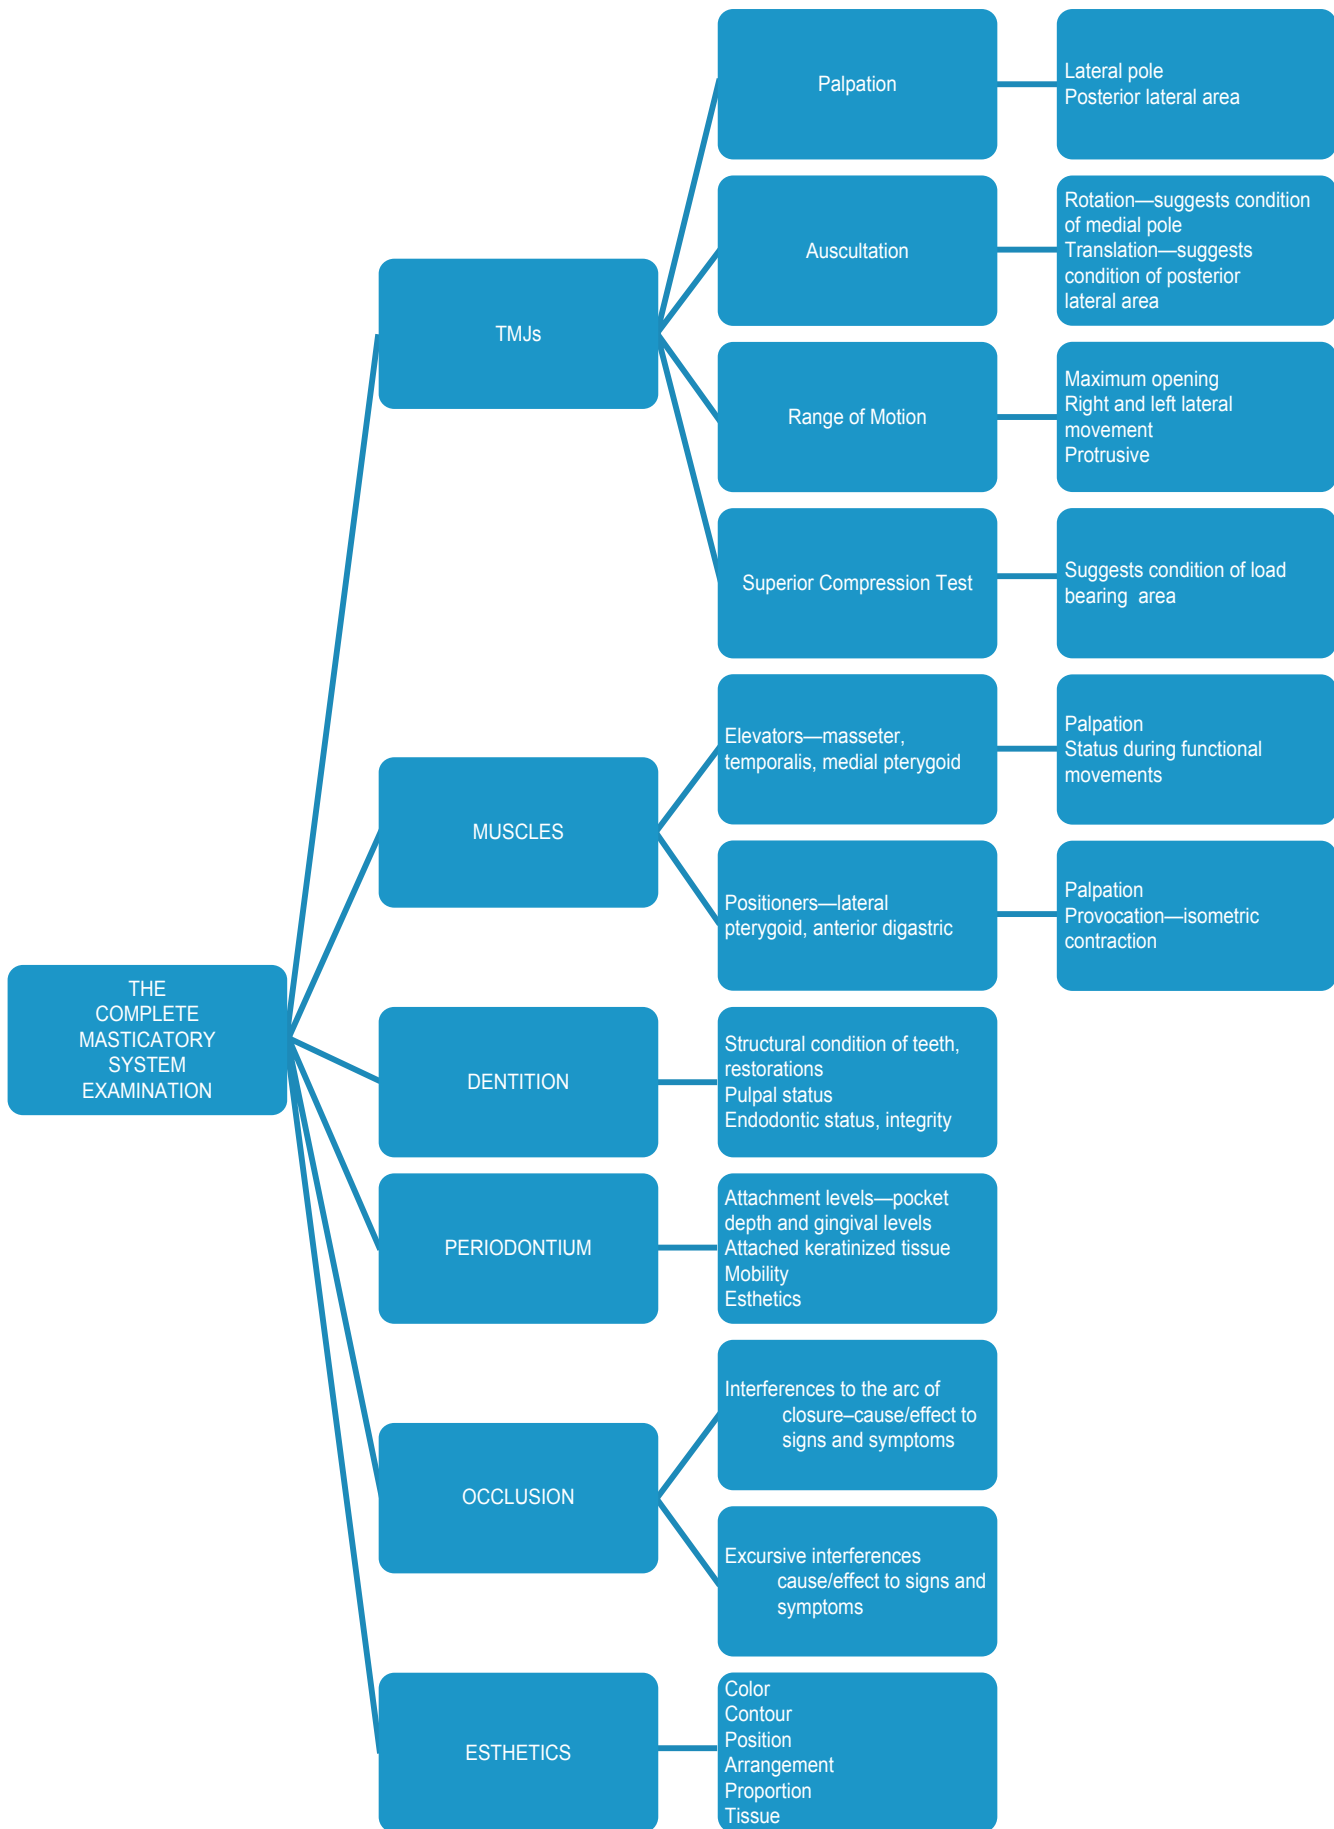 THE
COMPLETE
MASTICATORY
SYSTEM
EXAMINATION
TMJs
Palpation
Lateral pole
Posterior lateral area
Auscultation
Rotation—suggests condition
of medial pole
Translation—suggests
condition of posterior
lateral area
Range of Motion
Maximum opening
Right and left lateral
movement
Protrusive
Superior Compression Test
Suggests condition of load
bearing area
MUSCLES
Elevators—masseter,
temporalis, medial pterygoid
Palpation
Status during functional
movements
Positioners—lateral
pterygoid, anterior digastric
Palpation
Provocation—isometric
contraction
DENTITION
Structural condition of teeth,
restorations
Pulpal status
Endodontic status, integrity
PERIODONTIUM
Attachment levels—pocket
depth and gingival levels
Attached keratinized tissue
Mobility
Esthetics
OCCLUSION
Interferences to the arc of
closure–cause/effect to
signs and symptoms
Excursive interferences
cause/effect to signs and
symptoms
ESTHETICS
Color
Contour
Position
Arrangement
Proportion
Tissue